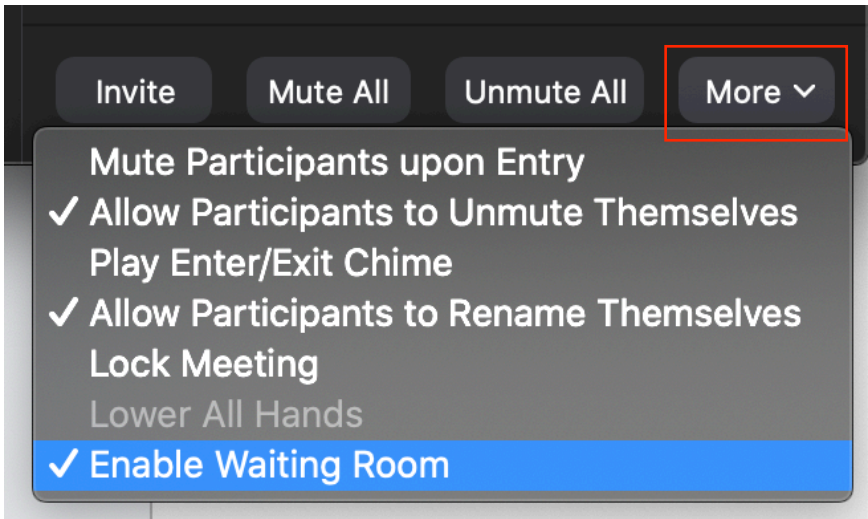 Invite Mute All Unmute All More
Mute Participants upon Entry
✓ Allow Participants to Unmute Themselves
Play Enter/Exit Chime
✓ Allow Participants to Rename Themselves
Lock Meeting
Lower All Hands
✓ Enable Waiting Room